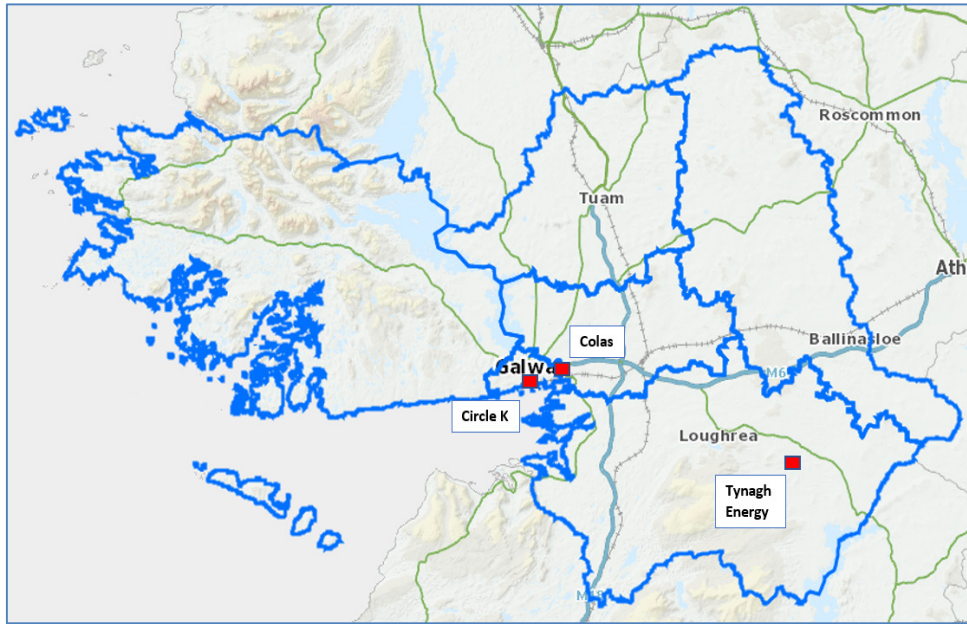 Roscommon
Tuam
Ath
Colas
Ballinasloe
Galwa
M6
Circle K
Loughrea
Tynagh
Energy
M18